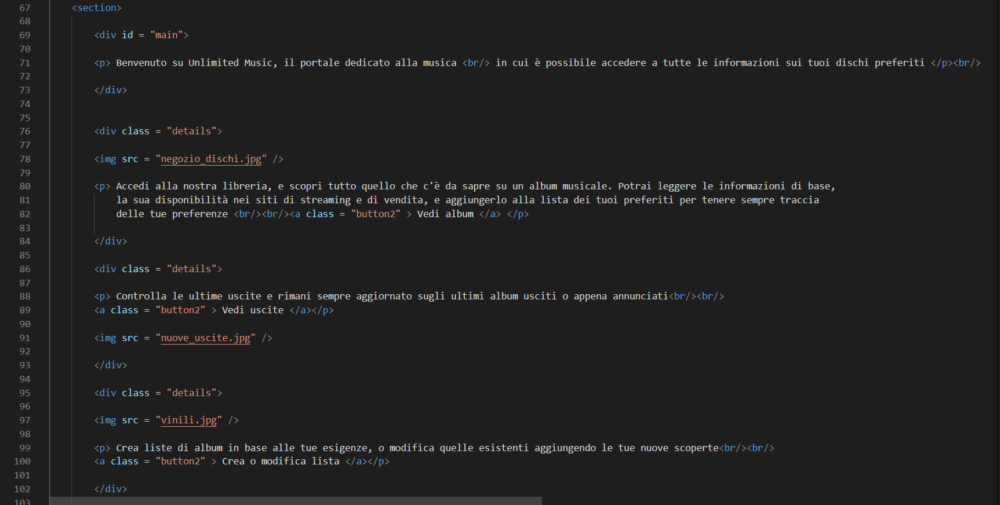 67 <section>
68
69 <div id = "main">
70
71 <p> Benvenuto su Unlimited Music, il portale dedicato alla musica <br/> in cui è possibile accedere a tutte le informazioni sui tuoi dischi preferiti </p><br/>
72
73 </div>
74
75
76 <div class = "details">
77
78 <img src = "negozio_dischi.jpg" />
79
80 <p> Accedi alla nostra libreria, e scopri tutto quello che c'è da sapre su un album musicale. Potrai leggere le informazioni di base,
81 la sua disponibilità nei siti di streaming e di vendita, e aggiungerlo alla lista dei tuoi preferiti per tenere sempre traccia
82 delle tue preferenze <br/><br/><a class = "button2" > Vedi album </a> </p>
83
84 </div>
85
86 <div class = "details">
87
88 <p> Controlla le ultime uscite e rimani sempre aggiornato sugli ultimi album usciti o appena annunciati<br/><br/>
89 <a class = "button2" > Vedi uscite </a></p>
90
91 <img src = "nuove_uscite.jpg" />
92
93 </div>
94
95 <div class = "details">
96
97 <img src = "vinili.jpg" />
98
99 <p> Crea liste di album in base alle tue esigenze, o modifica quelle esistenti aggiungendo le tue nuove scoperte<br/><br/>
100 <a class = "button2" > Crea o modifica lista </a></p>
101
102 </div>
103